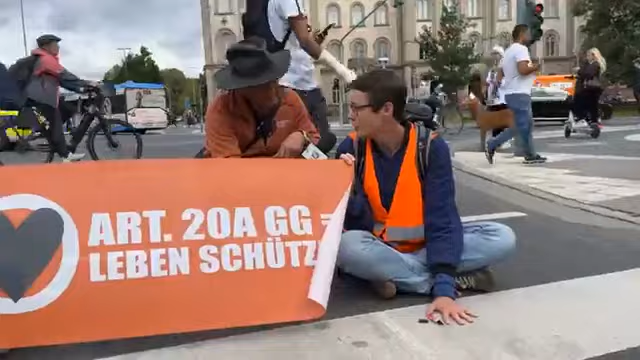 ART. 20A GG =
LEBEN SCHÜTZ